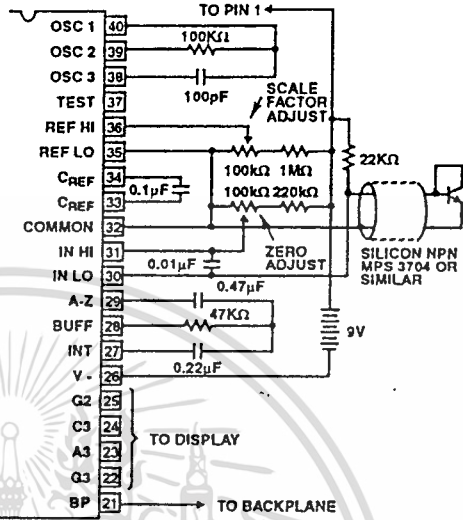 TO PIN 1
OSC 1 40
100KΩ
OSC 2 39
OSC 3 38
100pF
TEST 37
SCALE
FACTOR
ADJUST
REF HI 36
REF LO 35
100kΩ 1MΩ
22KΩ
CREF 34
0.1µF
100kΩ 220kΩ
CREF 33
COMMON 32
IN HI 31
ZERO
ADJUST
SILICON NPN
MPS 3704 OR
SIMILAR
0.01µF
IN LO 30
0.47µF
A-Z 29
47KΩ
BUFF 28
9V
INT 27
0.22µF
V - 26
G2 25
C3 24
TO DISPLAY
A3 23
G3 22
BP 21
TO BACKPLANE